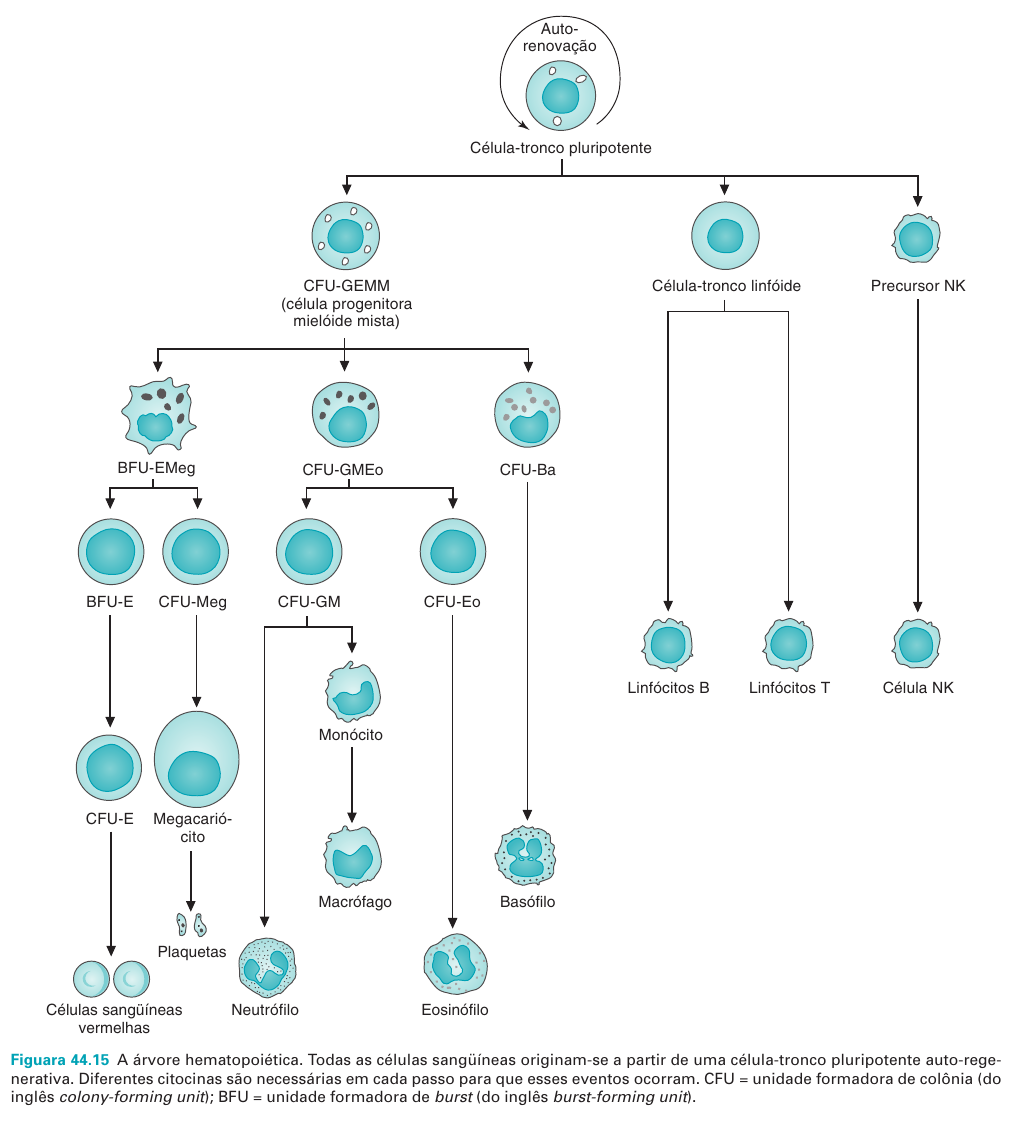 Auto-
renovação
Célula-tronco pluripotente
CFU-GEMM
(célula progenitora
mielóide mista)
Célula-tronco linfóide
Precursor NK
BFU-EMeg
CFU-GMEo
CFU-Ba
BFU-E
CFU-Meg
CFU-GM
CFU-Eo
Linfócitos B
Linfócitos T
Célula NK
Monócito
CFU-E
Megacarió-
cito
Macrófago
Basófilo
Plaquetas
Células sangüíneas
vermelhas
Neutrófilo
Eosinófilo
Figuara 44.15 A árvore hematopoiética. Todas as células sangüíneas originam-se a partir de uma célula-tronco pluripotente auto-rege-
nerativa. Diferentes citocinas são necessárias em cada passo para que esses eventos ocorram. CFU = unidade formadora de colônia (do
inglês colony-forming unit); BFU = unidade formadora de burst (do inglês burst-forming unit).